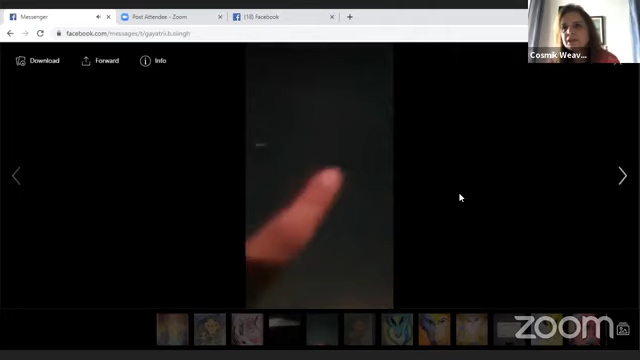 Messenger
Post Attendee - Zoom
(18) Facebook
facebook.com/messages/t/gayatri.b.singh
Download
Forward
Info
Cosmik Weav...
zoom